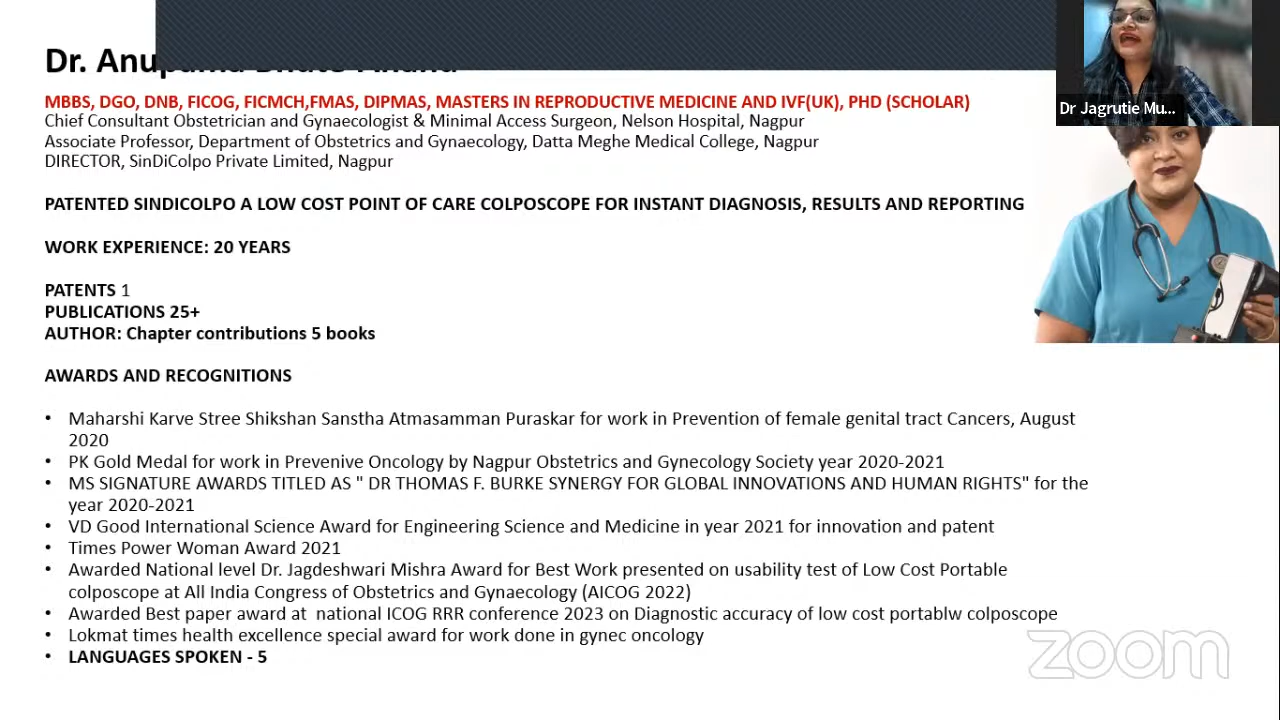 Dr. Anupama Bhute Anand
MBBS, DGO, DNB, FICOG, FICMCH,FMAS, DIPMAS, MASTERS IN REPRODUCTIVE MEDICINE AND IVF(UK), PHD (SCHOLAR)
Chief Consultant Obstetrician and Gynaecologist & Minimal Access Surgeon, Nelson Hospital, Nagpur
Associate Professor, Department of Obstetrics and Gynaecology, Datta Meghe Medical College, Nagpur
DIRECTOR, SinDiColpo Private Limited, Nagpur
Dr Jagrutie Mu...
PATENTED SINDICOLPO A LOW COST POINT OF CARE COLPOSCOPE FOR INSTANT DIAGNOSIS, RESULTS AND REPORTING
WORK EXPERIENCE: 20 YEARS
PATENTS 1
PUBLICATIONS 25+
AUTHOR: Chapter contributions 5 books
AWARDS AND RECOGNITIONS
• Maharshi Karve Stree Shikshan Sanstha Atmasamman Puraskar for work in Prevention of female genital tract Cancers, August
2020
• PK Gold Medal for work in Prevenive Oncology by Nagpur Obstetrics and Gynecology Society year 2020-2021
• MS SIGNATURE AWARDS TITLED AS " DR THOMAS F. BURKE SYNERGY FOR GLOBAL INNOVATIONS AND HUMAN RIGHTS" for the
year 2020-2021
• VD Good International Science Award for Engineering Science and Medicine in year 2021 for innovation and patent
• Times Power Woman Award 2021
• Awarded National level Dr. Jagdeshwari Mishra Award for Best Work presented on usability test of Low Cost Portable
colposcope at All India Congress of Obstetrics and Gynaecology (AICOG 2022)
• Awarded Best paper award at national ICOG RRR conference 2023 on Diagnostic accuracy of low cost portablw colposcope
• Lokmat times health excellence special award for work done in gynec oncology
• LANGUAGES SPOKEN - 5
zoom